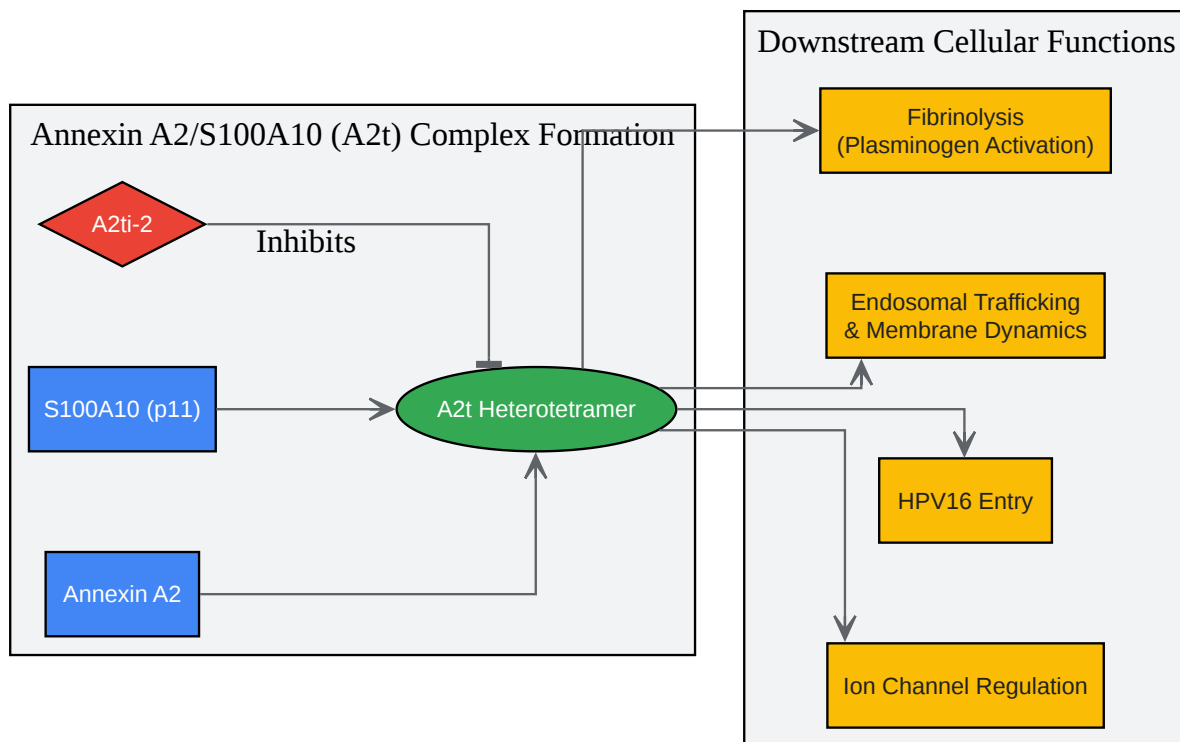 Downstream Cellular Functions
Annexin A2/S100A10 (A2t) Complex Formation
Fibrinolysis
(Plasminogen Activation)
A2ti-2
Inhibits
Endosomal Trafficking
& Membrane Dynamics
S100A10 (p11)
A2t Heterotetramer
HPV16 Entry
Annexin A2
Ion Channel Regulation